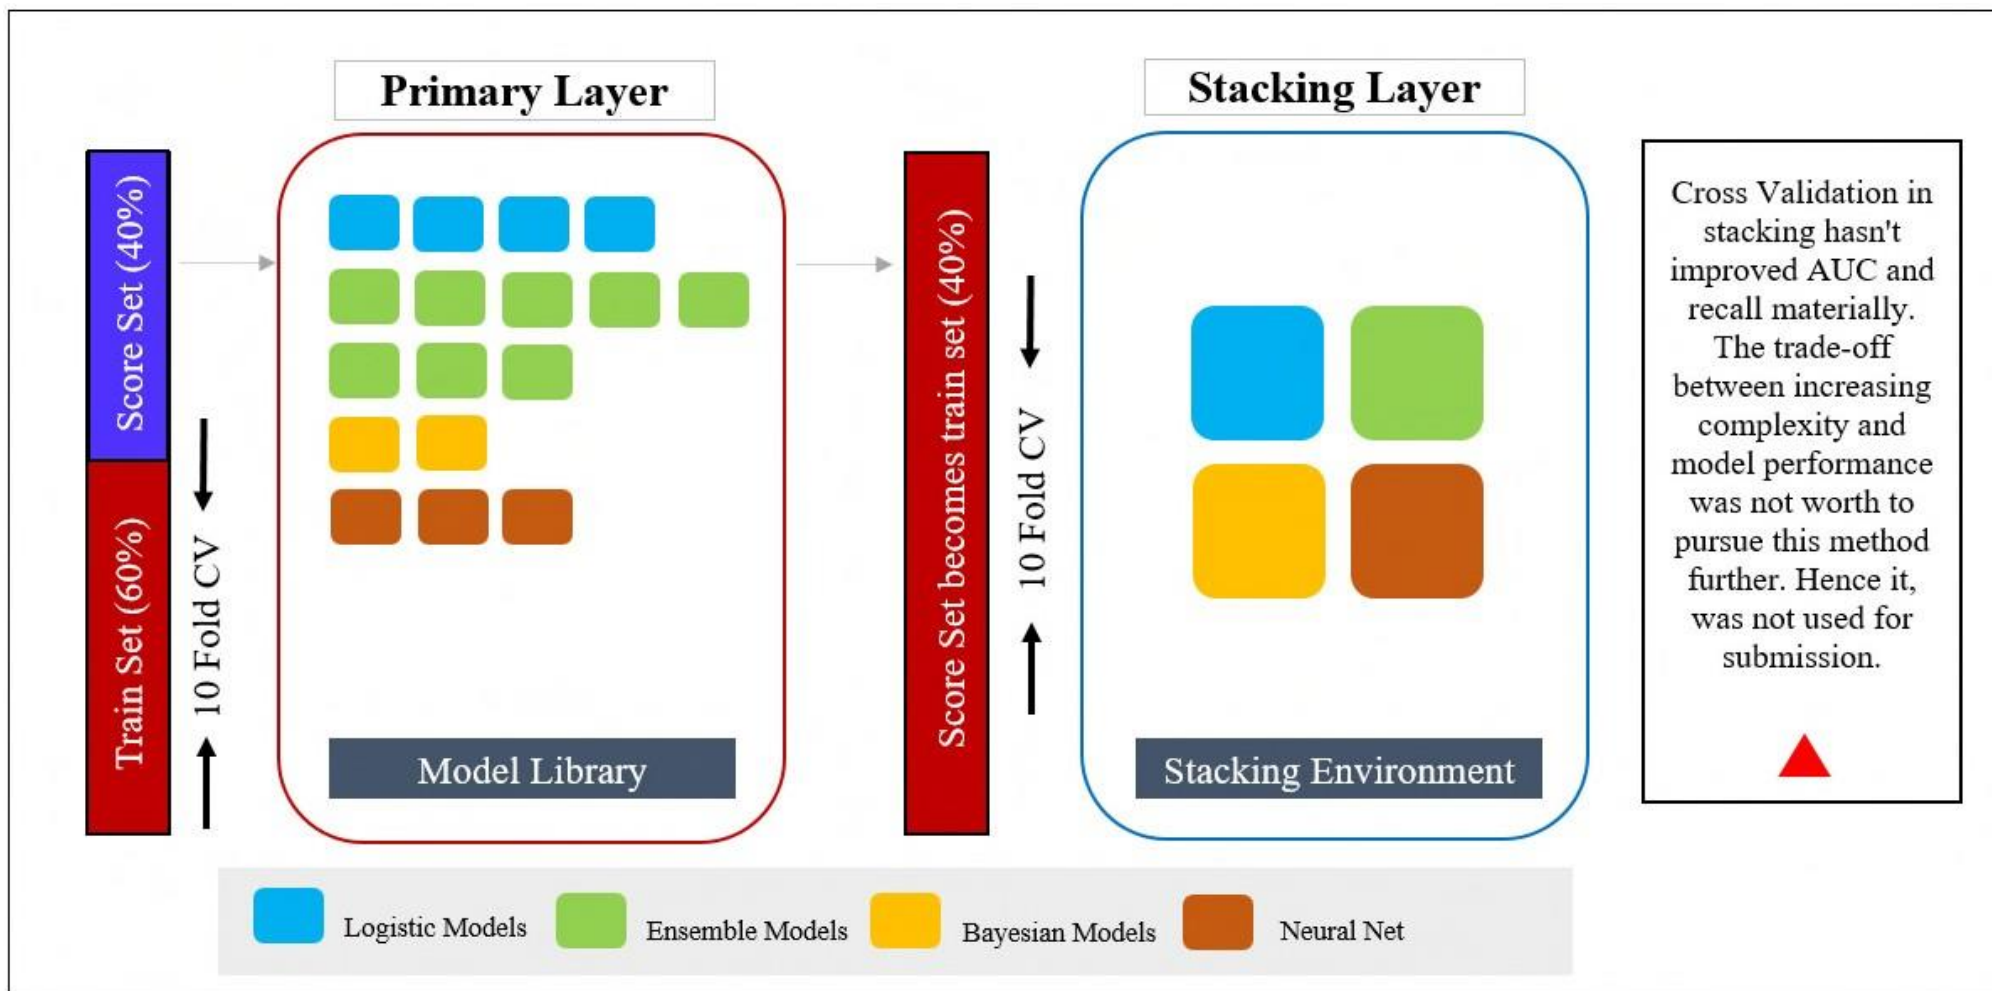 Primary Layer
Stacking Layer
Score Set (40%)
Train Set (60%)
10 Fold CV
Model Library
Score Set becomes train set (40%)
10 Fold CV
Stacking Environment
Cross Validation in
stacking hasn't
improved AUC and
recall materially.
The trade-off
between increasing
complexity and
model performance
was not worth to
pursue this method
further. Hence it,
was not used for
submission.
Logistic Models
Ensemble Models
Bayesian Models
Neural Net